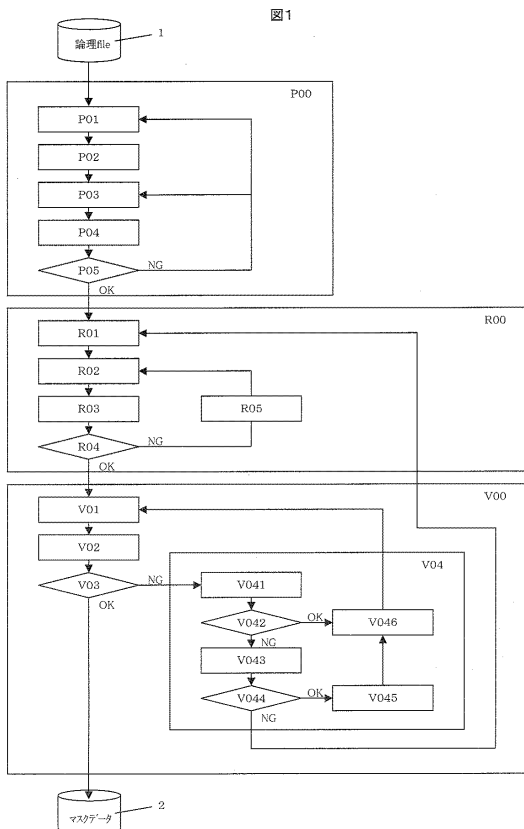 図1
論理file
1
P00
P01
P02
P03
P04
P05
NG
OK
R00
R01
R02
R03
R05
R04
NG
OK
V00
V01
V02
V03
NG
OK
V04
V041
V042
OK
V046
NG
V043
V044
OK
V045
NG
マスクデータ
2